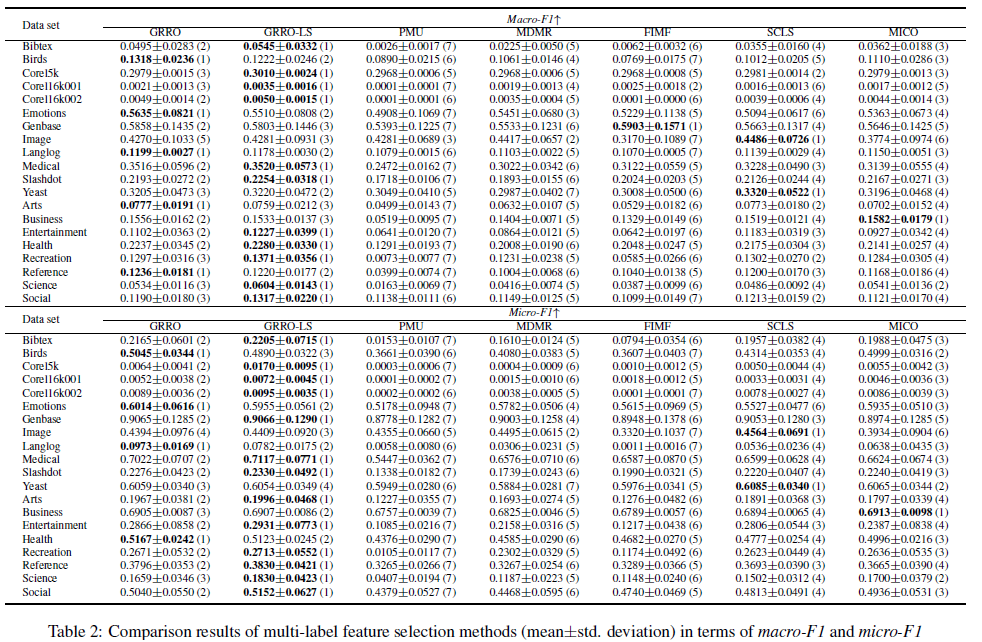 Data set Macro-F1↑
GRRO GRRO-LS PMU MDMR FIMF SCLS MICO
Bibtex 0.0495±0.0283 (2) 0.0545±0.0332 (1) 0.0026±0.0017 (7) 0.0225±0.0050 (5) 0.0062±0.0032 (6) 0.0355±0.0160 (4) 0.0362±0.0188 (3)
Birds 0.1318±0.0236 (1) 0.1222±0.0246 (2) 0.0890±0.0215 (6) 0.1061±0.0146 (4) 0.0769±0.0175 (7) 0.1012±0.0205 (5) 0.1110±0.0286 (3)
Corel5k 0.2979±0.0015 (3) 0.3010±0.0024 (1) 0.2968±0.0006 (5) 0.2968±0.0006 (5) 0.2968±0.0008 (5) 0.2981±0.0014 (2) 0.2979±0.0013 (3)
Corel16k001 0.0021±0.0013 (3) 0.0035±0.0016 (1) 0.0001±0.0001 (7) 0.0019±0.0013 (4) 0.0025±0.0018 (2) 0.0016±0.0013 (6) 0.0017±0.0012 (5)
Corel16k002 0.0049±0.0014 (2) 0.0050±0.0015 (1) 0.0001±0.0001 (6) 0.0035±0.0004 (5) 0.0001±0.0000 (6) 0.0039±0.0006 (4) 0.0044±0.0014 (3)
Emotions 0.5635±0.0821 (1) 0.5510±0.0808 (2) 0.4908±0.1069 (7) 0.5451±0.0680 (3) 0.5229±0.1138 (5) 0.5094±0.0617 (6) 0.5363±0.0673 (4)
Genbase 0.5858±0.1435 (2) 0.5803±0.1446 (3) 0.5393±0.1225 (7) 0.5533±0.1231 (6) 0.5903±0.1571 (1) 0.5663±0.1317 (4) 0.5646±0.1425 (5)
Image 0.4270±0.1033 (5) 0.4281±0.0931 (3) 0.4281±0.0689 (3) 0.4417±0.0657 (2) 0.3170±0.1089 (7) 0.4486±0.0726 (1) 0.3774±0.0974 (6)
Langlog 0.1199±0.0027 (1) 0.1178±0.0030 (2) 0.1079±0.0015 (6) 0.1103±0.0022 (5) 0.1070±0.0005 (7) 0.1139±0.0029 (4) 0.1150±0.0051 (3)
Medical 0.3516±0.0596 (2) 0.3520±0.0573 (1) 0.2472±0.0162 (7) 0.3022±0.0342 (6) 0.3122±0.0559 (5) 0.3228±0.0490 (3) 0.3139±0.0555 (4)
Slashdot 0.2193±0.0272 (2) 0.2254±0.0318 (1) 0.1718±0.0106 (7) 0.1893±0.0155 (6) 0.2024±0.0203 (5) 0.2126±0.0244 (4) 0.2167±0.0271 (3)
Yeast 0.3205±0.0473 (3) 0.3220±0.0472 (2) 0.3049±0.0410 (5) 0.2987±0.0402 (7) 0.3008±0.0500 (6) 0.3320±0.0522 (1) 0.3196±0.0468 (4)
Arts 0.0777±0.0191 (1) 0.0759±0.0212 (3) 0.0499±0.0143 (7) 0.0632±0.0107 (5) 0.0529±0.0182 (6) 0.0773±0.0180 (2) 0.0702±0.0152 (4)
Business 0.1556±0.0162 (2) 0.1533±0.0137 (3) 0.0519±0.0095 (7) 0.1404±0.0071 (5) 0.1329±0.0149 (6) 0.1519±0.0121 (4) 0.1582±0.0179 (1)
Entertainment 0.1102±0.0363 (2) 0.1227±0.0399 (1) 0.0641±0.0120 (7) 0.0864±0.0121 (5) 0.0642±0.0197 (6) 0.1183±0.0319 (3) 0.0927±0.0342 (4)
Health 0.2237±0.0345 (2) 0.2280±0.0330 (1) 0.1291±0.0193 (7) 0.2008±0.0190 (6) 0.2048±0.0247 (5) 0.2175±0.0304 (3) 0.2141±0.0257 (4)
Recreation 0.1297±0.0316 (3) 0.1371±0.0356 (1) 0.0073±0.0077 (7) 0.1231±0.0238 (5) 0.0585±0.0266 (6) 0.1302±0.0270 (2) 0.1284±0.0305 (4)
Reference 0.1236±0.0181 (1) 0.1220±0.0177 (2) 0.0399±0.0074 (7) 0.1004±0.0068 (6) 0.1040±0.0138 (5) 0.1200±0.0170 (3) 0.1168±0.0186 (4)
Science 0.0534±0.0116 (3) 0.0604±0.0143 (1) 0.0163±0.0069 (7) 0.0416±0.0074 (5) 0.0387±0.0099 (6) 0.0486±0.0092 (4) 0.0541±0.0136 (2)
Social 0.1190±0.0180 (3) 0.1317±0.0220 (1) 0.1138±0.0111 (6) 0.1149±0.0125 (5) 0.1099±0.0149 (7) 0.1213±0.0159 (2) 0.1121±0.0170 (4)
Data set Micro-F1↑
GRRO GRRO-LS PMU MDMR FIMF SCLS MICO
Bibtex 0.2165±0.0601 (2) 0.2205±0.0715 (1) 0.0153±0.0107 (7) 0.1610±0.0124 (5) 0.0794±0.0354 (6) 0.1957±0.0382 (4) 0.1988±0.0475 (3)
Birds 0.5045±0.0344 (1) 0.4890±0.0322 (3) 0.3661±0.0390 (6) 0.4080±0.0383 (5) 0.3607±0.0403 (7) 0.4314±0.0353 (4) 0.4999±0.0316 (2)
Corel5k 0.0064±0.0041 (2) 0.0170±0.0095 (1) 0.0003±0.0006 (7) 0.0004±0.0009 (6) 0.0010±0.0012 (5) 0.0050±0.0044 (4) 0.0055±0.0042 (3)
Corel16k001 0.0052±0.0038 (2) 0.0072±0.0045 (1) 0.0001±0.0002 (7) 0.0015±0.0010 (6) 0.0018±0.0012 (5) 0.0033±0.0031 (4) 0.0046±0.0036 (3)
Corel16k002 0.0089±0.0036 (2) 0.0095±0.0035 (1) 0.0002±0.0002 (6) 0.0038±0.0005 (5) 0.0001±0.0001 (7) 0.0078±0.0027 (4) 0.0086±0.0039 (3)
Emotions 0.6014±0.0616 (1) 0.5955±0.0561 (2) 0.5178±0.0948 (7) 0.5782±0.0506 (4) 0.5615±0.0969 (5) 0.5527±0.0477 (6) 0.5935±0.0510 (3)
Genbase 0.9065±0.1285 (2) 0.9066±0.1290 (1) 0.8778±0.1282 (7) 0.9003±0.1258 (4) 0.8948±0.1378 (6) 0.9053±0.1280 (3) 0.8974±0.1285 (5)
Image 0.4394±0.0976 (4) 0.4409±0.0920 (3) 0.4355±0.0660 (5) 0.4495±0.0615 (2) 0.3320±0.1037 (7) 0.4564±0.0691 (1) 0.3934±0.0904 (6)
Langlog 0.0973±0.0169 (1) 0.0782±0.0175 (2) 0.0058±0.0080 (6) 0.0306±0.0231 (5) 0.0011±0.0016 (7) 0.0536±0.0236 (4) 0.0638±0.0435 (3)
Medical 0.7022±0.0707 (2) 0.7117±0.0771 (1) 0.5447±0.0362 (7) 0.6576±0.0710 (6) 0.6587±0.0870 (5) 0.6599±0.0628 (4) 0.6624±0.0674 (3)
Slashdot 0.2276±0.0423 (2) 0.2330±0.0492 (1) 0.1338±0.0182 (7) 0.1739±0.0243 (6) 0.1990±0.0321 (5) 0.2220±0.0407 (4) 0.2240±0.0419 (3)
Yeast 0.6059±0.0340 (3) 0.6054±0.0349 (4) 0.5949±0.0280 (6) 0.5884±0.0281 (7) 0.5976±0.0341 (5) 0.6085±0.0340 (1) 0.6065±0.0344 (2)
Arts 0.1967±0.0381 (2) 0.1996±0.0468 (1) 0.1227±0.0355 (7) 0.1693±0.0274 (5) 0.1276±0.0482 (6) 0.1891±0.0368 (3) 0.1797±0.0339 (4)
Business 0.6905±0.0087 (3) 0.6907±0.0086 (2) 0.6757±0.0039 (7) 0.6825±0.0046 (5) 0.6789±0.0057 (6) 0.6894±0.0065 (4) 0.6913±0.0098 (1)
Entertainment 0.2866±0.0858 (2) 0.2931±0.0773 (1) 0.1085±0.0216 (7) 0.2158±0.0316 (5) 0.1217±0.0438 (6) 0.2806±0.0544 (3) 0.2387±0.0838 (4)
Health 0.5167±0.0242 (1) 0.5123±0.0245 (2) 0.4376±0.0290 (7) 0.4585±0.0290 (6) 0.4682±0.0270 (5) 0.4777±0.0254 (4) 0.4996±0.0216 (3)
Recreation 0.2671±0.0532 (2) 0.2713±0.0552 (1) 0.0105±0.0117 (7) 0.2302±0.0329 (5) 0.1174±0.0492 (6) 0.2623±0.0449 (4) 0.2636±0.0535 (3)
Reference 0.3796±0.0353 (2) 0.3830±0.0421 (1) 0.3265±0.0266 (7) 0.3267±0.0254 (6) 0.3289±0.0366 (5) 0.3693±0.0390 (3) 0.3665±0.0390 (4)
Science 0.1659±0.0346 (3) 0.1830±0.0423 (1) 0.0407±0.0194 (7) 0.1187±0.0223 (5) 0.1148±0.0240 (6) 0.1502±0.0312 (4) 0.1700±0.0379 (2)
Social 0.5040±0.0550 (2) 0.5152±0.0627 (1) 0.4379±0.0527 (7) 0.4468±0.0595 (6) 0.4740±0.0469 (5) 0.4813±0.0491 (4) 0.4936±0.0531 (3)
Table 2: Comparison results of multi-label feature selection methods (mean±std. deviation) in terms of macro-F1 and micro-F1